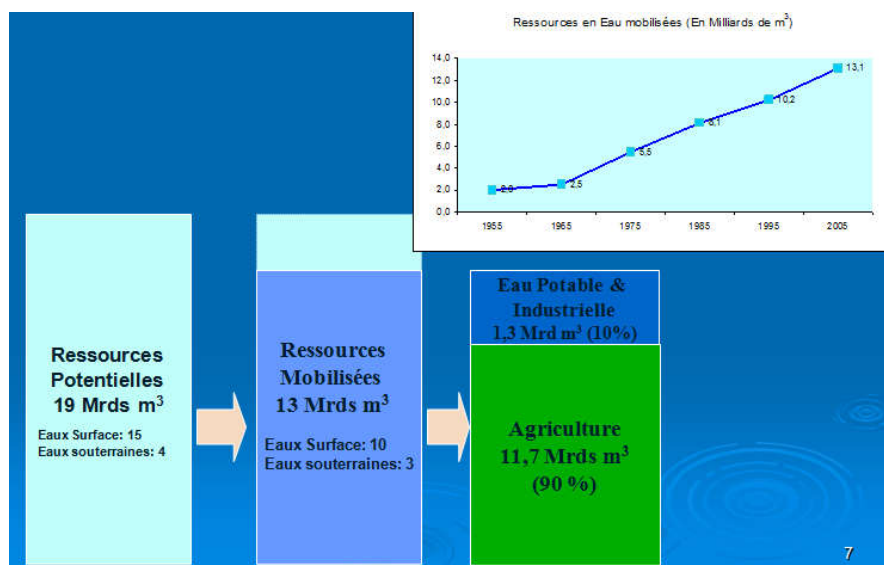 Ressources en Eau mobilisées (En Milliards de m³)
14,0
12,0
10,0
8,0
6,0
4,0
2,0
0,0
2,0
2,5
5,5
8,1
10,2
13,1
1955 1965 1975 1985 1995 2005
Ressources
Potentielles
19 Mrds m³
Eaux Surface: 15
Eaux souterraines: 4
Ressources
Mobilisées
13 Mrds m³
Eaux Surface: 10
Eaux souterraines: 3
Eau Potable &
Industrielle
1,3 Mrd m³ (10%)
Agriculture
11,7 Mrds m³
(90 %)
7